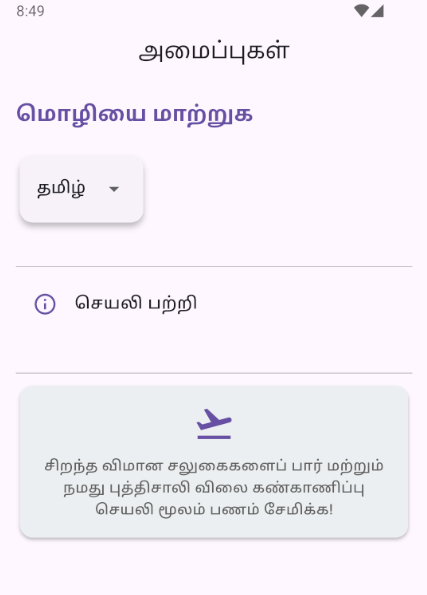 8:49
அமைப்புகள்
மொழியை மாற்றுக
தமிழ்
செயலி பற்றி
சிறந்த விமான சலுகைகளைப் பார் மற்றும்
நமது புத்திசாலி விலை கண்காணிப்பு
செயலி மூலம் பணம் சேமிக்க!